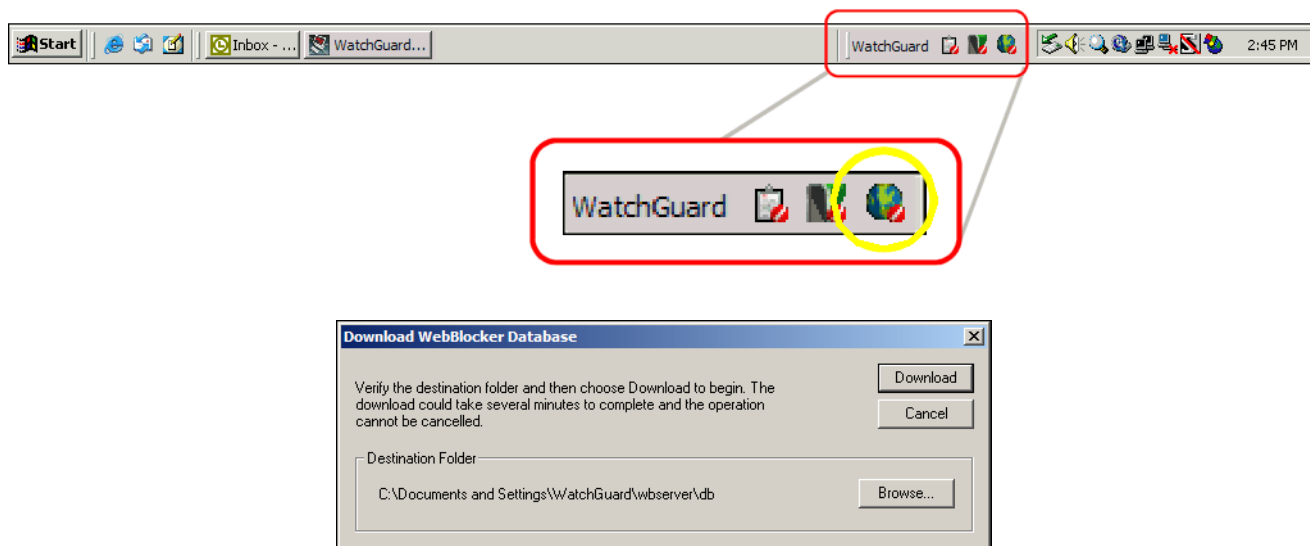 Start Inbox - ... WatchGuard... WatchGuard 2:45 PM
WatchGuard
Download WebBlocker Database
Verify the destination folder and then choose Download to begin. The
download could take several minutes to complete and the operation
cannot be cancelled.
Download
Cancel
Destination Folder
C:\Documents and Settings\WatchGuard\wbserver\db
Browse...